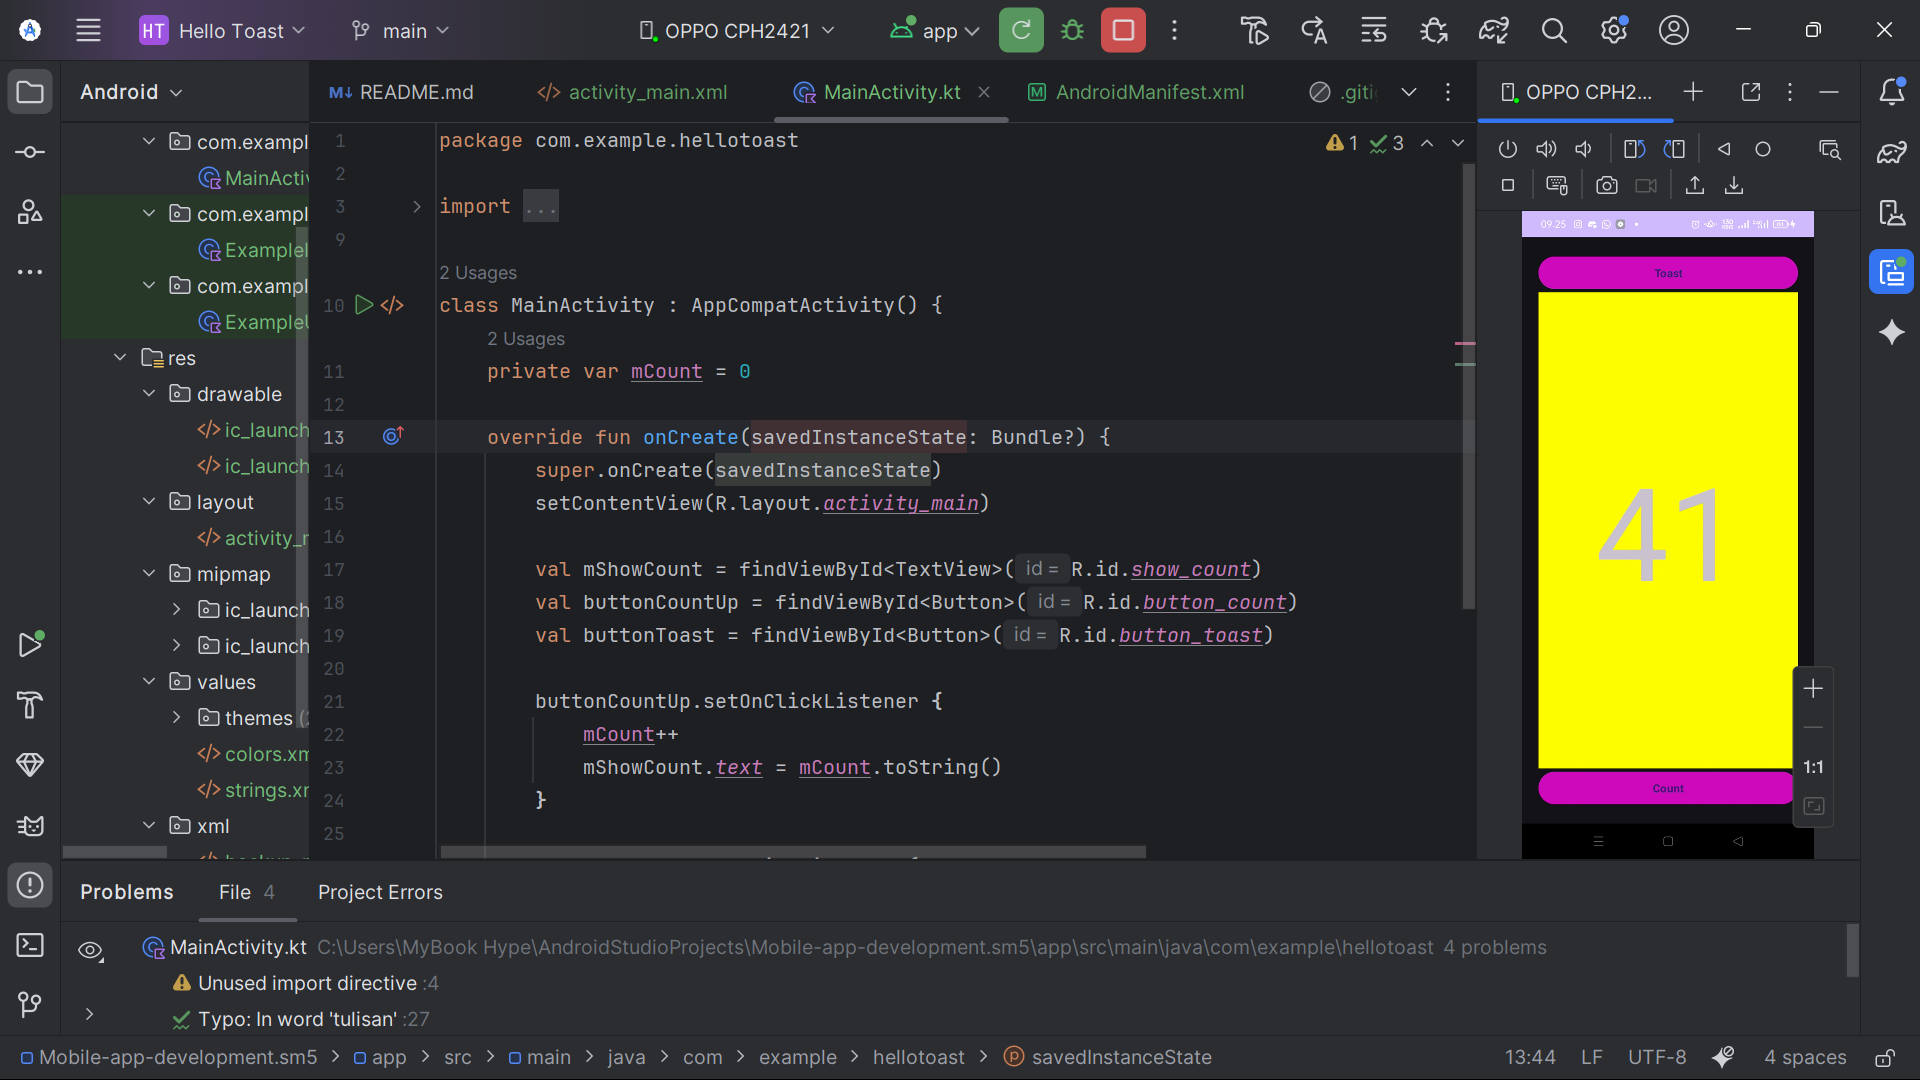 HT Hello Toast
main
OPPO CPH2421
app
Android
README.md
activity_main.xml
MainActivity.kt
AndroidManifest.xml
.giti
OPPO CPH2...
com.exampl
MainActiv
com.exampl
ExampleI
com.exampl
ExampleU
res
drawable
ic_launch
ic_launch
layout
activity_r
mipmap
ic_launch
ic_launch
values
themes
colors.xm
strings.xr
xml
1 package com.example.hellotoast
2
3 import ...
9
2 Usages
10 class MainActivity : AppCompatActivity() {
2 Usages
11 private var mCount = 0
12
13 override fun onCreate(savedInstanceState: Bundle?) {
14 super.onCreate(savedInstanceState)
15 setContentView(R.layout.activity_main)
16
17 val mShowCount = findViewById<TextView>( id = R.id.show_count)
18 val buttonCountUp = findViewById<Button>( id = R.id.button_count)
19 val buttonToast = findViewById<Button>( id = R.id.button_toast)
20
21 buttonCountUp.setOnClickListener {
22 mCount++
23 mShowCount.text = mCount.toString()
24 }
25
1 3
09.25
Toast
41
Count
1:1
Problems
File 4
Project Errors
MainActivity.kt C:\Users\MyBook Hype\AndroidStudioProjects\Mobile-app-development.sm5\app\src\main\java\com\example\hellotoast 4 problems
Unused import directive :4
Typo: In word 'tulisan' :27
Mobile-app-development.sm5 > app > src > main > java > com > example > hellotoast > savedInstanceState
13:44 LF UTF-8 4 spaces